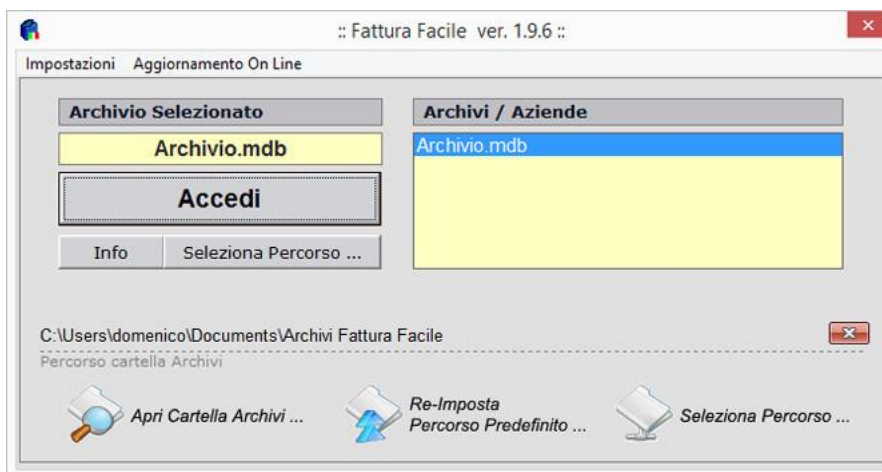 :: Fattura Facile ver. 1.9.6 ::
Impostazioni Aggiornamento On Line
Archivio Selezionato
Archivio.mdb
Accedi
Info
Seleziona Percorso ...
Archivi / Aziende
Archivio.mdb
C:\Users\domenico\Documents\Archivi Fattura Facile
Percorso cartella Archivi
Apri Cartella Archivi ...
Re-Imposta
Percorso Predefinito ...
Seleziona Percorso ...